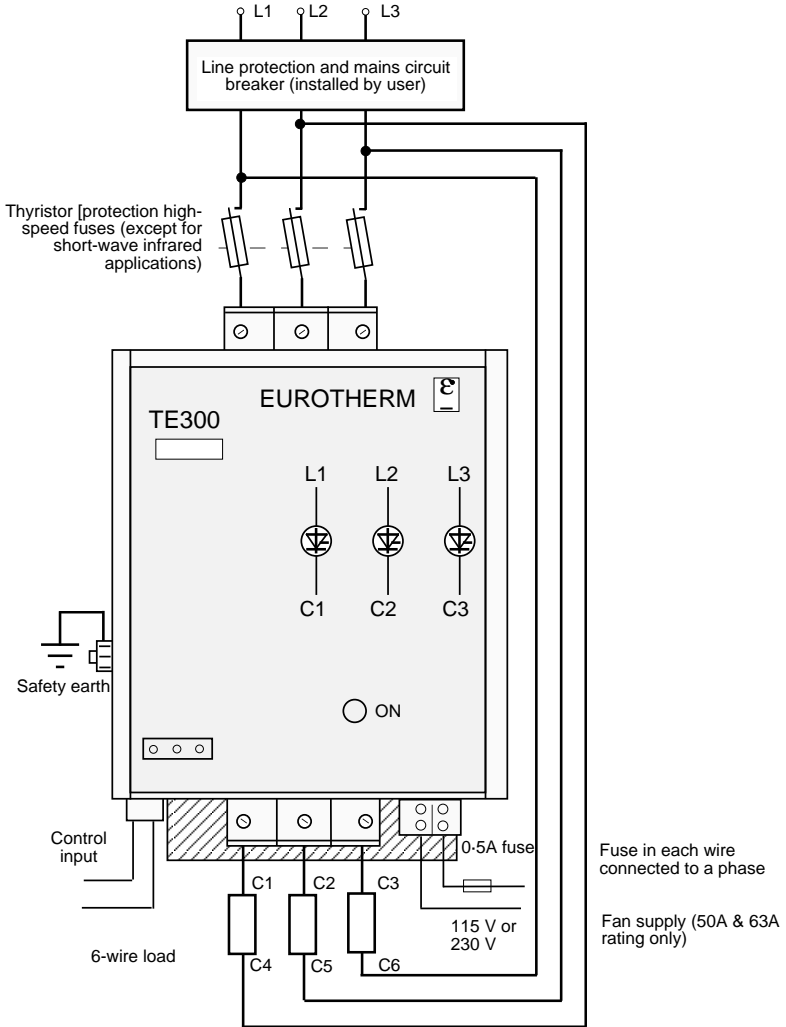 L1 L2 L3
Line protection and mains circuit
breaker (installed by user)
Thyristor [protection high-
speed fuses (except for
short-wave infrared
applications)
EUROTHERM ε
TE300
L1 L2 L3
C1 C2 C3
Safety earth
ON
Control
input
0·5A fuse
Fuse in each wire
connected to a phase
C1 C2 C3
115 V or
230 V
Fan supply (50A & 63A
rating only)
6-wire load
C4 C5 C6